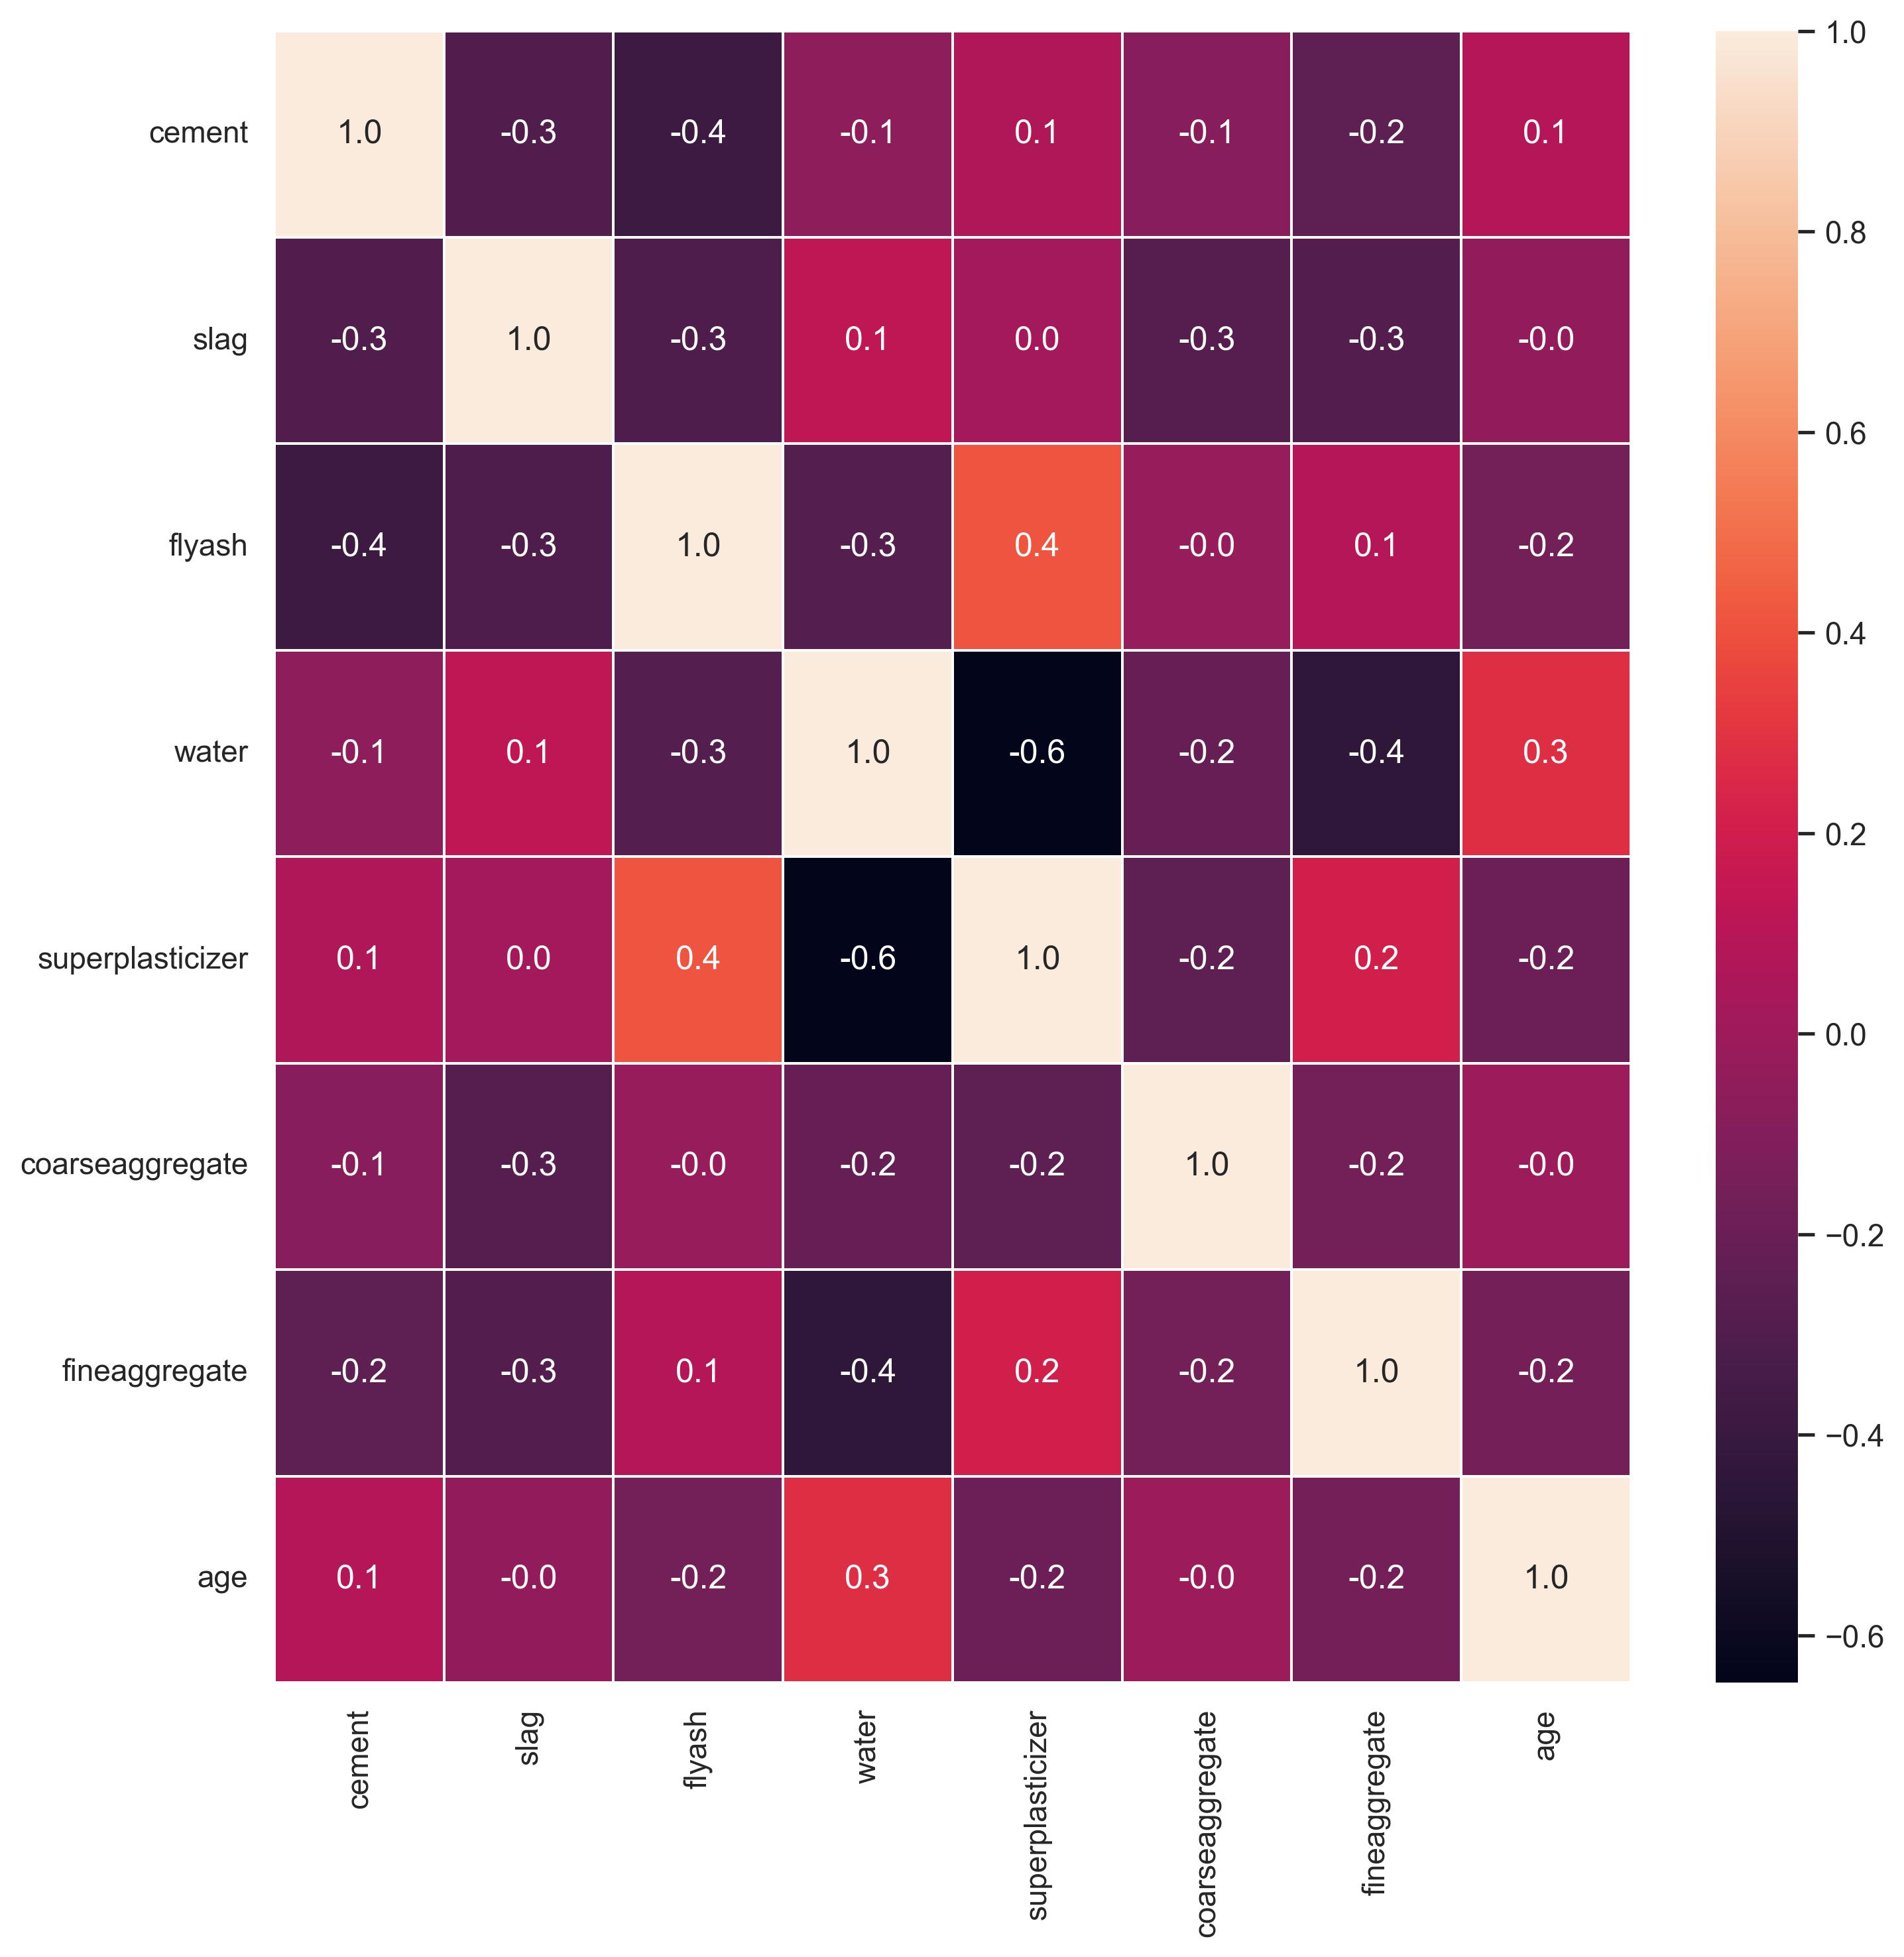 cement 1.0 -0.3 -0.4 -0.1 0.1 -0.1 -0.2 0.1
slag -0.3 1.0 -0.3 0.1 0.0 -0.3 -0.3 -0.0
flyash -0.4 -0.3 1.0 -0.3 0.4 -0.0 0.1 -0.2
water -0.1 0.1 -0.3 1.0 -0.6 -0.2 -0.4 0.3
superplasticizer 0.1 0.0 0.4 -0.6 1.0 -0.2 0.2 -0.2
coarseaggregate -0.1 -0.3 -0.0 -0.2 -0.2 1.0 -0.2 -0.0
fineaggregate -0.2 -0.3 0.1 -0.4 0.2 -0.2 1.0 -0.2
age 0.1 -0.0 -0.2 0.3 -0.2 -0.0 -0.2 1.0
cement
slag
flyash
water
superplasticizer
coarseaggregate
fineaggregate
age
1.0
0.8
0.6
0.4
0.2
0.0
−0.2
−0.4
−0.6